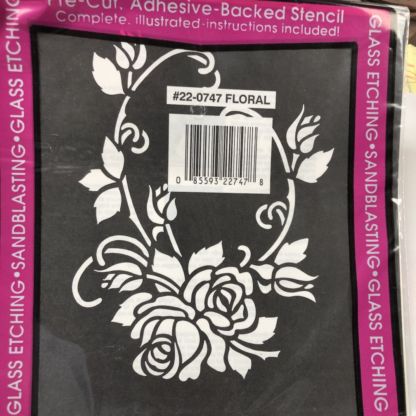 Pre-Cut, Adhesive-Backed Stencil
Complete, illustrated instructions included!
GLASS ETCHING • SANDBLASTING • GLASS ETCHING
#22-0747 FLORAL
0 85593 22747 8
GLASS ETCHING • SANDBLASTING • GLASS ETCHING